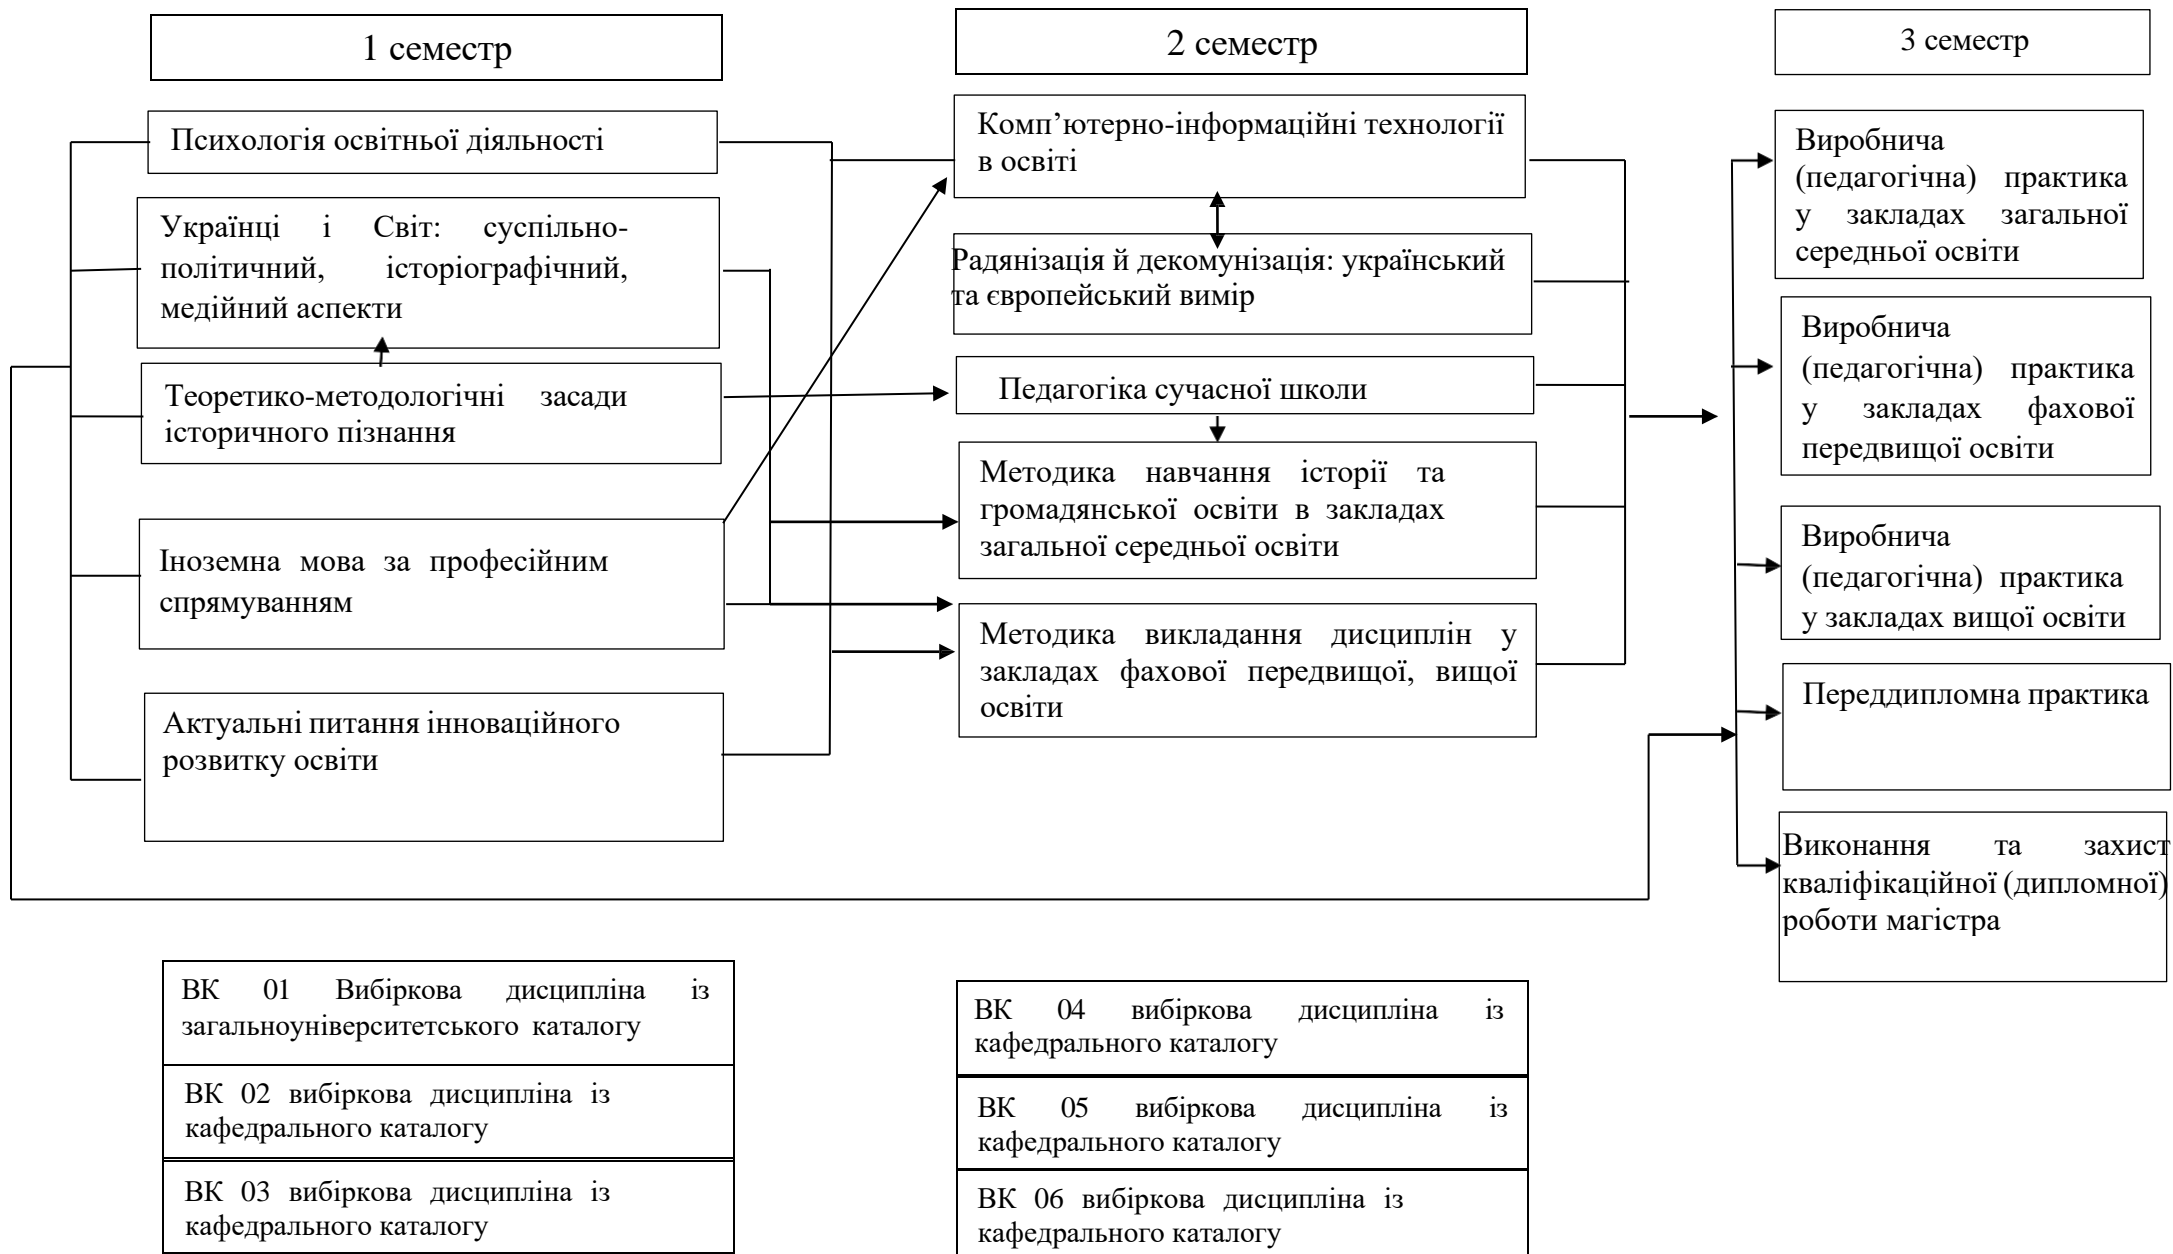 1 семестр
Психологія освітньої діяльності
Українці і Світ: суспільно-
політичний, історіографічний,
медійний аспекти
Теоретико-методологічні засади
історичного пізнання
Іноземна мова за професійним
спрямуванням
Актуальні питання інноваційного
розвитку освіти
ВК 01 Вибіркова дисципліна із
загальноуніверситетського каталогу
ВК 02 вибіркова дисципліна із
кафедрального каталогу
ВК 03 вибіркова дисципліна із
кафедрального каталогу
2 семестр
Комп’ютерно-інформаційні технології
в освіті
Радянізація й декомунізація: український
та європейський вимір
Педагогіка сучасної школи
Методика навчання історії та
громадянської освіти в закладах
загальної середньої освіти
Методика викладання дисциплін у
закладах фахової передвищої, вищої
освіти
ВК 04 вибіркова дисципліна із
кафедрального каталогу
ВК 05 вибіркова дисципліна із
кафедрального каталогу
ВК 06 вибіркова дисципліна із
кафедрального каталогу
3 семестр
Виробнича
(педагогічна) практика
у закладах загальної
середньої освіти
Виробнича
(педагогічна) практика
у закладах фахової
передвищої освіти
Виробнича
(педагогічна) практика
у закладах вищої освіти
Переддипломна практика
Виконання та захист
кваліфікаційної (дипломної)
роботи магістра